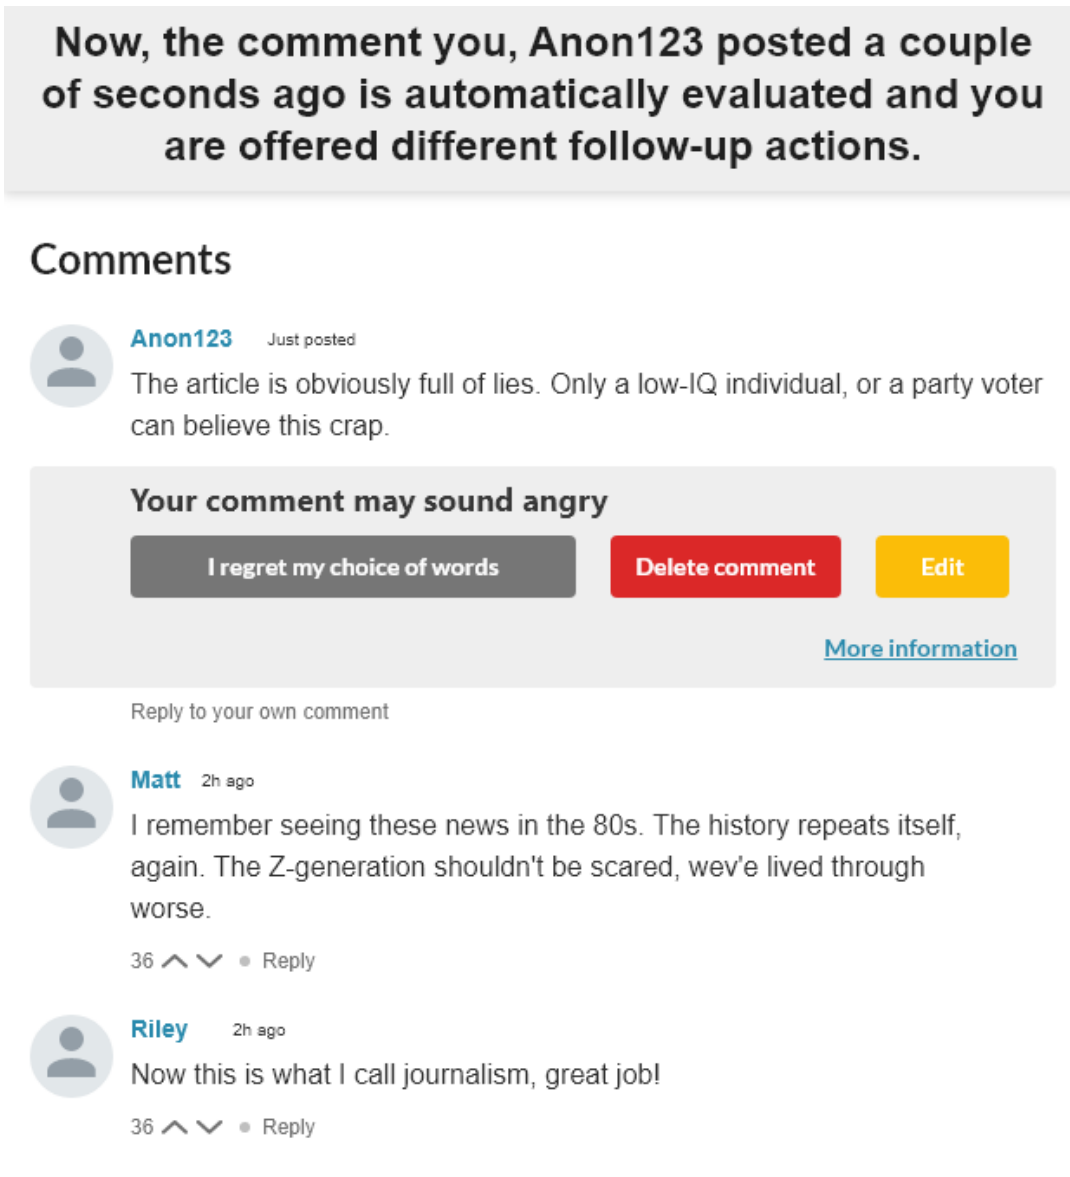 Now, the comment you, Anon123 posted a couple
of seconds ago is automatically evaluated and you
are offered different follow-up actions.
Comments
Anon123 Just posted
The article is obviously full of lies. Only a low-IQ individual, or a party voter
can believe this crap.
Your comment may sound angry
I regret my choice of words Delete comment Edit
More information
Reply to your own comment
Matt 2h ago
I remember seeing these news in the 80s. The history repeats itself,
again. The Z-generation shouldn't be scared, wev'e lived through
worse.
36 Reply
Riley 2h ago
Now this is what I call journalism, great job!
36 Reply